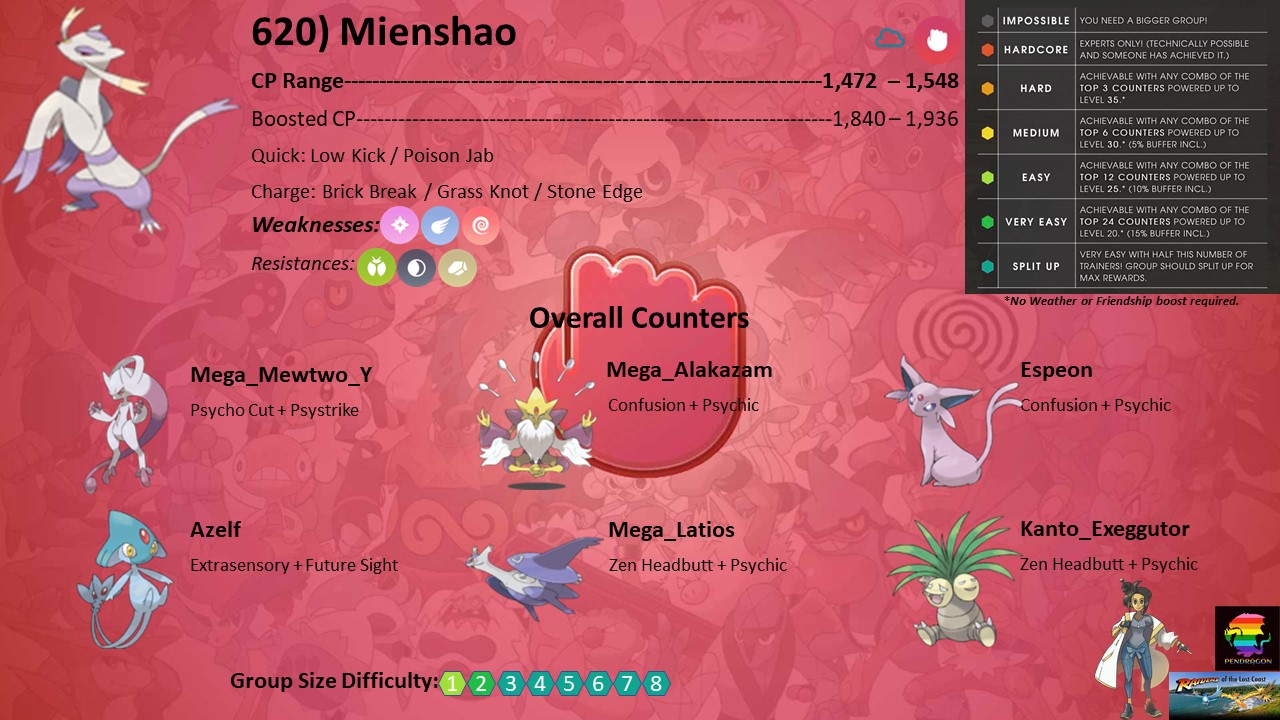 620) Mienshao
CP Range------------------------------------------------------------------------1,472 – 1,548
Boosted CP------------------------------------------------------------------------1,840 – 1,936
Quick: Low Kick / Poison Jab
Charge: Brick Break / Grass Knot / Stone Edge
Weaknesses:
Resistances:
IMPOSSIBLE YOU NEED A BIGGER GROUP!
HARDCORE EXPERTS ONLY! (TECHNICALLY POSSIBLE
AND SOMEONE HAS ACHIEVED IT.)
HARD ACHIEVABLE WITH ANY COMBO OF THE
TOP 3 COUNTERS POWERED UP TO
LEVEL 35.*
MEDIUM ACHIEVABLE WITH ANY COMBO OF THE
TOP 6 COUNTERS POWERED UP TO
LEVEL 30.* (5% BUFFER INCL.)
EASY ACHIEVABLE WITH ANY COMBO OF THE
TOP 12 COUNTERS POWERED UP TO
LEVEL 25.* (10% BUFFER INCL.)
VERY EASY ACHIEVABLE WITH ANY COMBO OF THE
TOP 24 COUNTERS POWERED UP TO
LEVEL 20.* (15% BUFFER INCL.)
SPLIT UP VERY EASY WITH HALF THIS NUMBER OF
TRAINERS! GROUP SHOULD SPLIT UP FOR
MAX REWARDS.
*No Weather or Friendship boost required.
Overall Counters
Mega_Mewtwo_Y
Psycho Cut + Psystrike
Mega_Alakazam
Confusion + Psychic
Espeon
Confusion + Psychic
Azelf
Extrasensory + Future Sight
Mega_Latios
Zen Headbutt + Psychic
Kanto_Exeggutor
Zen Headbutt + Psychic
Group Size Difficulty: 1 2 3 4 5 6 7 8
PENDRAGON
RAIDERS of the Lost Coast